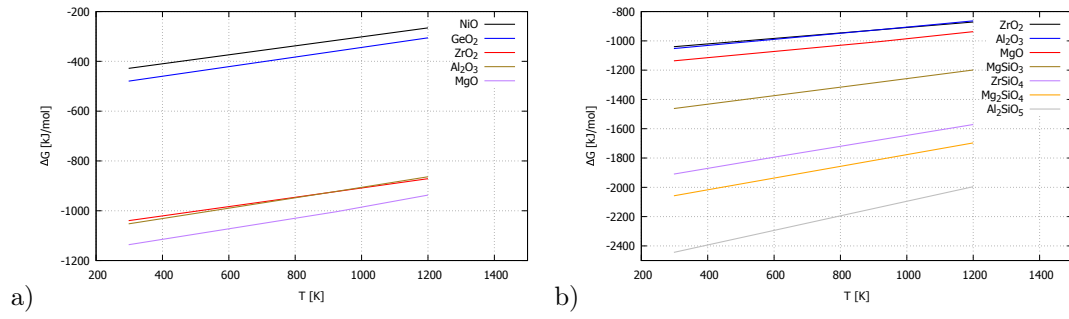 -200
-400
-600
-800
-1000
-1200
200
400
600
800
1000
1200
1400
ΔG [kJ/mol]
T [K]
NiO
GeO₂
ZrO₂
Al₂O₃
MgO
a)
-800
-1000
-1200
-1400
-1600
-1800
-2000
-2200
-2400
200
400
600
800
1000
1200
1400
ΔG [kJ/mol]
T [K]
ZrO₂
Al₂O₃
MgO
MgSiO₃
ZrSiO₄
Mg₂SiO₄
Al₂SiO₅
b)